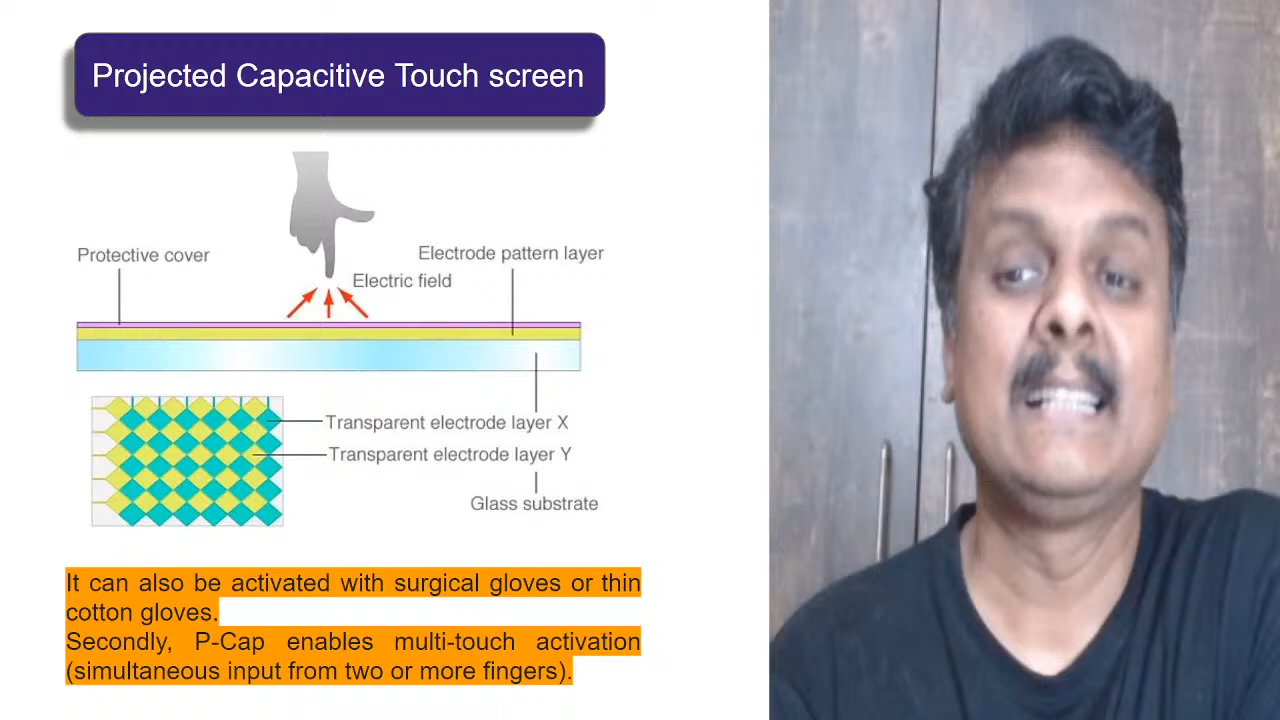 Projected Capacitive Touch screen
Protective cover
Electrode pattern layer
Electric field
Transparent electrode layer X
Transparent electrode layer Y
Glass substrate
It can also be activated with surgical gloves or thin
cotton gloves.
Secondly, P-Cap enables multi-touch activation
(simultaneous input from two or more fingers).